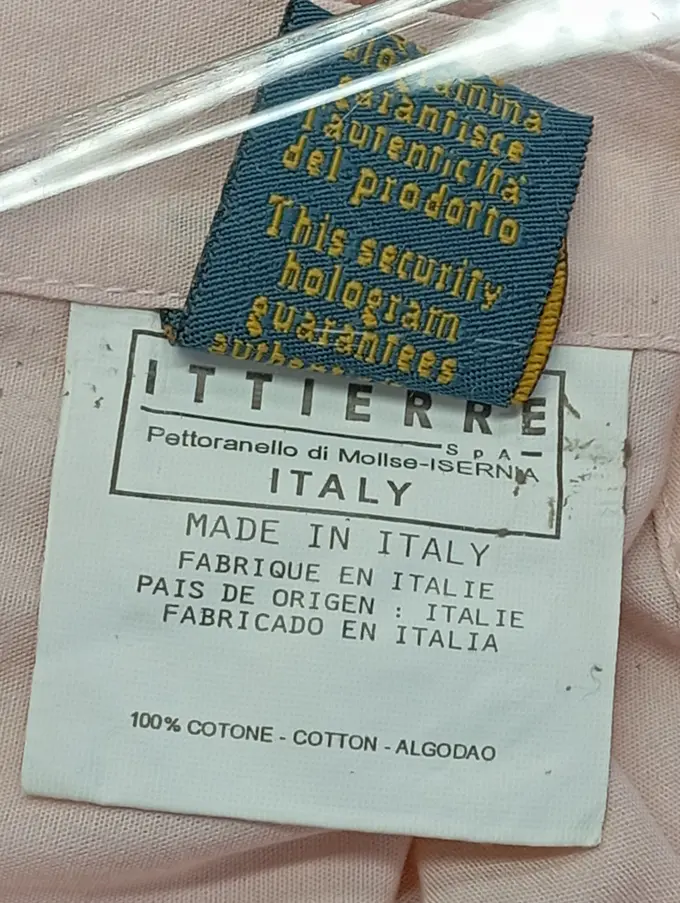 garantisce
l'autenticità
del prodotto
This security
hologram
guarantees
ITTIERRE
SpA
Pettoranello di Molise-ISERNIA
ITALY
MADE IN ITALY
FABRIQUE EN ITALIE
PAIS DE ORIGEN : ITALIE
FABRICADO EN ITALIA
100% COTONE - COTTON - ALGODAO